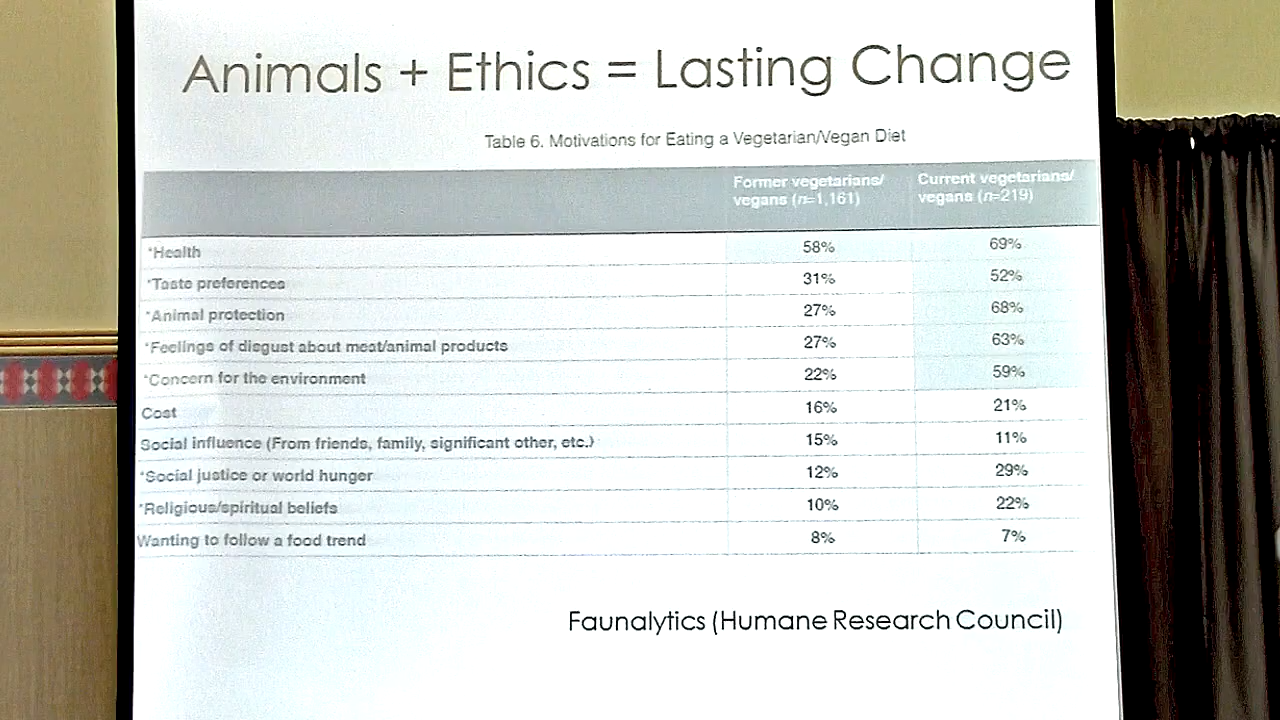 Animals + Ethics = Lasting Change
Table 6. Motivations for Eating a Vegetarian/Vegan Diet
Former vegetarians/ Current vegetarians/
vegans (n=1,161) vegans (n=219)
*Health 58% 69%
*Taste preferences 31% 52%
*Animal protection 27% 68%
*Feelings of disgust about meat/animal products 27% 63%
*Concern for the environment 22% 59%
Cost 16% 21%
Social influence (From friends, family, significant other, etc.) 15% 11%
*Social justice or world hunger 12% 29%
*Religious/spiritual beliefs 10% 22%
Wanting to follow a food trend 8% 7%
Faunalytics (Humane Research Council)